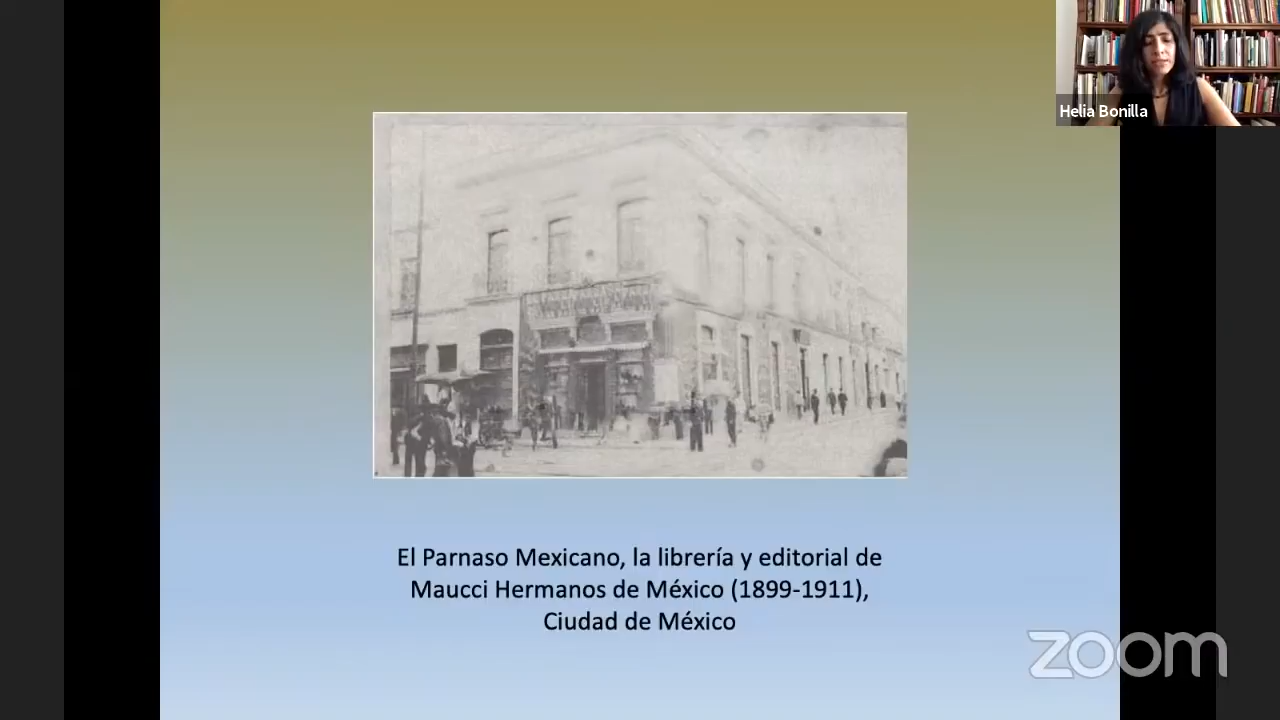 Helia Bonilla
El Parnaso Mexicano, la librería y editorial de
Maucci Hermanos de México (1899-1911),
Ciudad de México
zoom